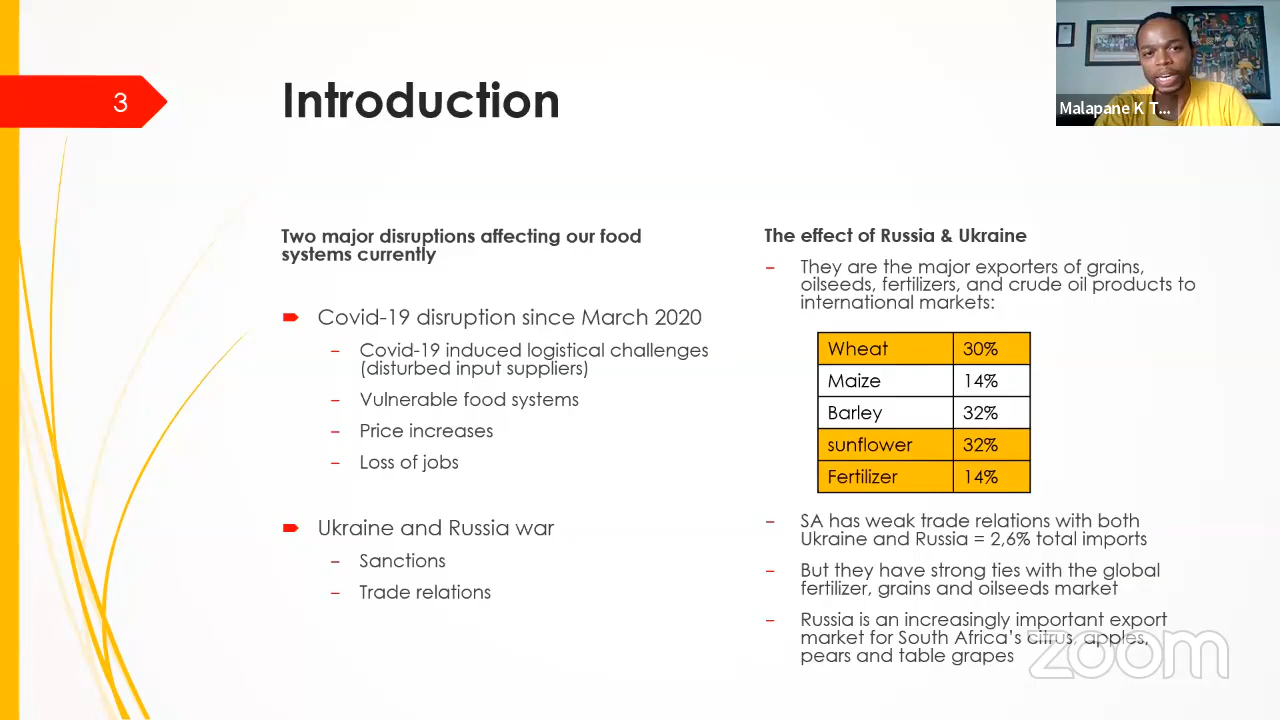 3
Introduction
Malapane K T...
Two major disruptions affecting our food
systems currently
Covid-19 disruption since March 2020
– Covid-19 induced logistical challenges
(disturbed input suppliers)
– Vulnerable food systems
– Price increases
– Loss of jobs
Ukraine and Russia war
– Sanctions
– Trade relations
The effect of Russia & Ukraine
– They are the major exporters of grains,
oilseeds, fertilizers, and crude oil products to
international markets:
Wheat 30%
Maize 14%
Barley 32%
sunflower 32%
Fertilizer 14%
– SA has weak trade relations with both
Ukraine and Russia = 2,6% total imports
– But they have strong ties with the global
fertilizer, grains and oilseeds market
– Russia is an increasingly important export
market for South Africa's citrus, apples,
pears and table grapes
zoom